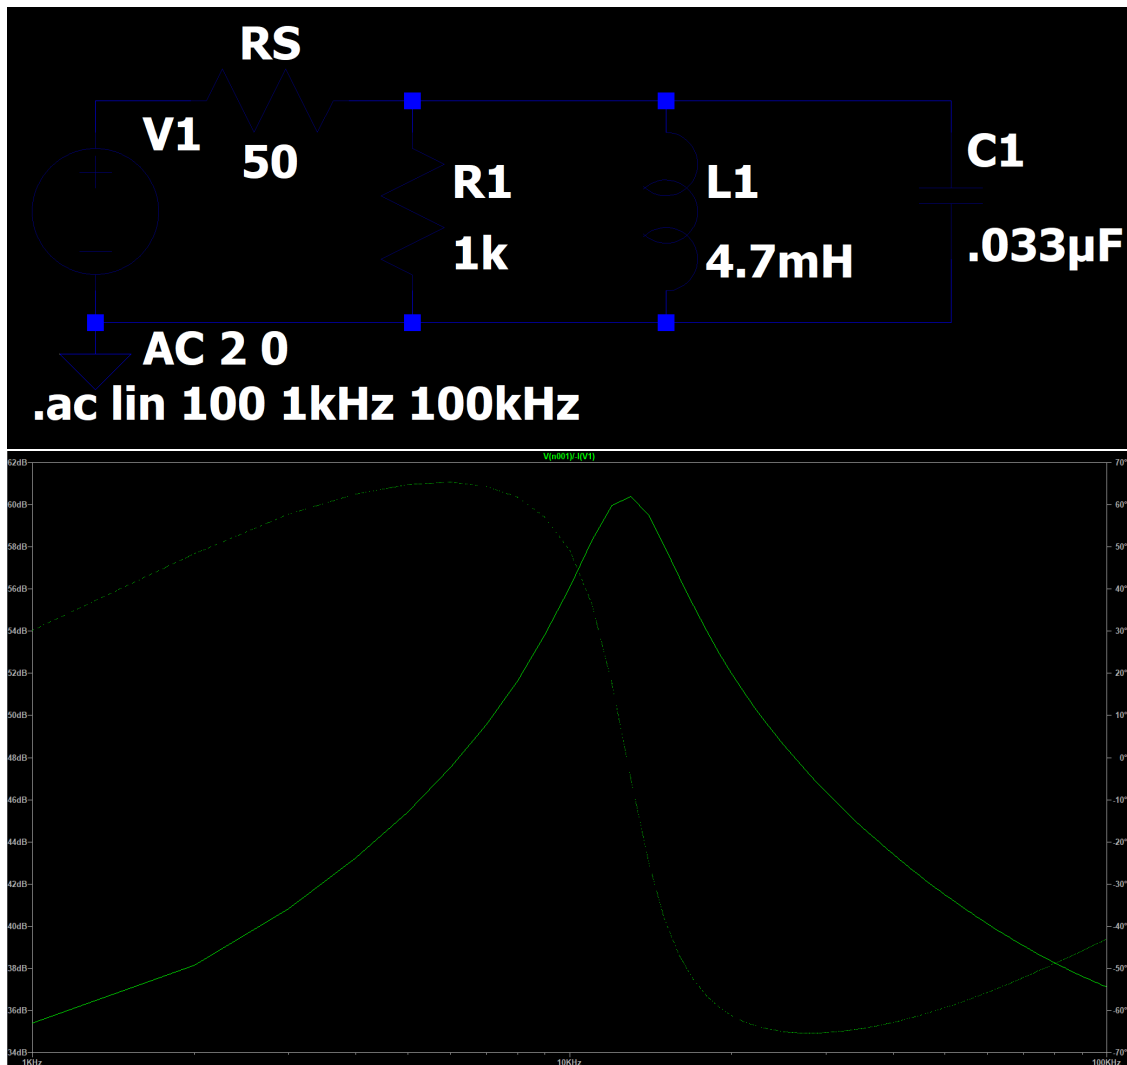 RS
V1
50
R1
1k
L1
4.7mH
C1
.033µF
AC 2 0
.ac lin 100 1kHz 100kHz
V(n001)/-I(V1)
62dB
60dB
58dB
56dB
54dB
52dB
50dB
48dB
46dB
44dB
42dB
40dB
38dB
36dB
34dB
70°
60°
50°
40°
30°
20°
10°
0°
-10°
-20°
-30°
-40°
-50°
-60°
-70°
1KHz
10KHz
100KHz